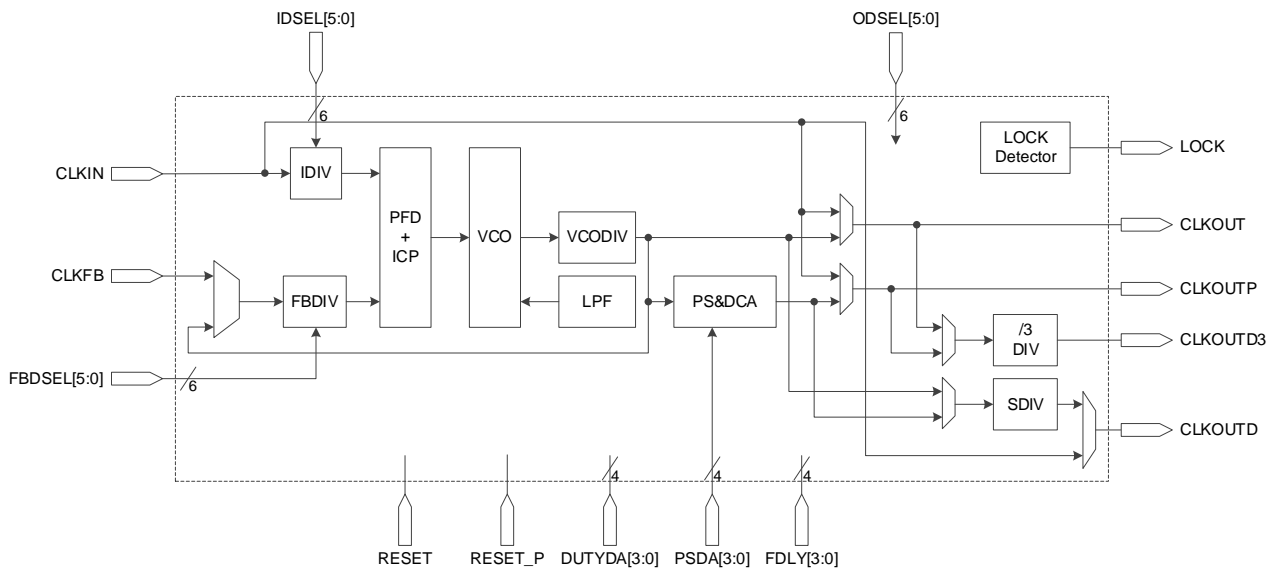 IDSEL[5:0]
ODSEL[5:0]
6
6
LOCK
Detector
LOCK
CLKIN
IDIV
PFD
+
ICP
VCO
VCODIV
CLKOUT
CLKFB
FBDIV
LPF
PS&DCA
CLKOUTP
/3
DIV
CLKOUTD3
FBDSEL[5:0]
6
SDIV
CLKOUTD
4
4
4
RESET
RESET_P
DUTYDA[3:0]
PSDA[3:0]
FDLY[3:0]